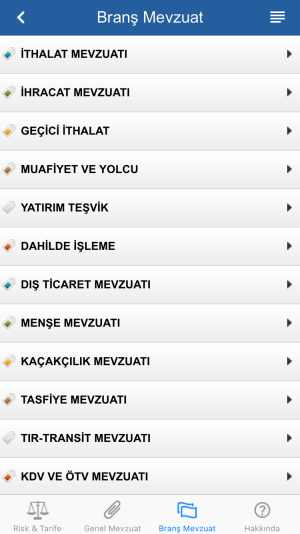 Branş Mevzuat
İTHALAT MEVZUATI
İHRACAT MEVZUATI
GEÇİCİ İTHALAT
MUAFİYET VE YOLCU
YATIRIM TEŞVİK
DAHİLDE İŞLEME
DIŞ TİCARET MEVZUATI
MENŞE MEVZUATI
KAÇAKÇILIK MEVZUATI
TASFİYE MEVZUATI
TIR-TRANSİT MEVZUATI
KDV VE ÖTV MEVZUATI
Risk & Tarife Genel Mevzuat Branş Mevzuat Hakkında